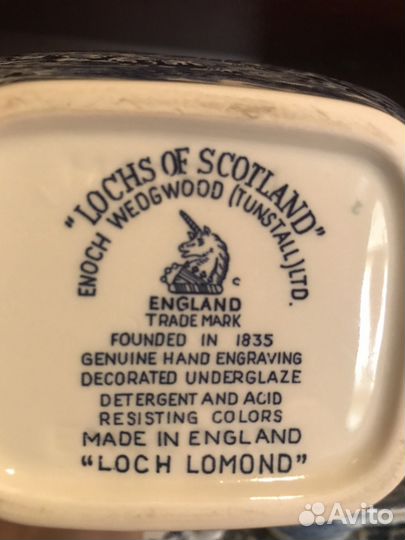 "LOCHS OF SCOTLAND"
ENOCH WEDGWOOD (TUNSTALL) LTD.
C
ENGLAND
TRADE MARK
FOUNDED IN 1835
GENUINE HAND ENGRAVING
DECORATED UNDERGLAZE
DETERGENT AND ACID
RESISTING COLORS
MADE IN ENGLAND
"LOCH LOMOND"
Avito